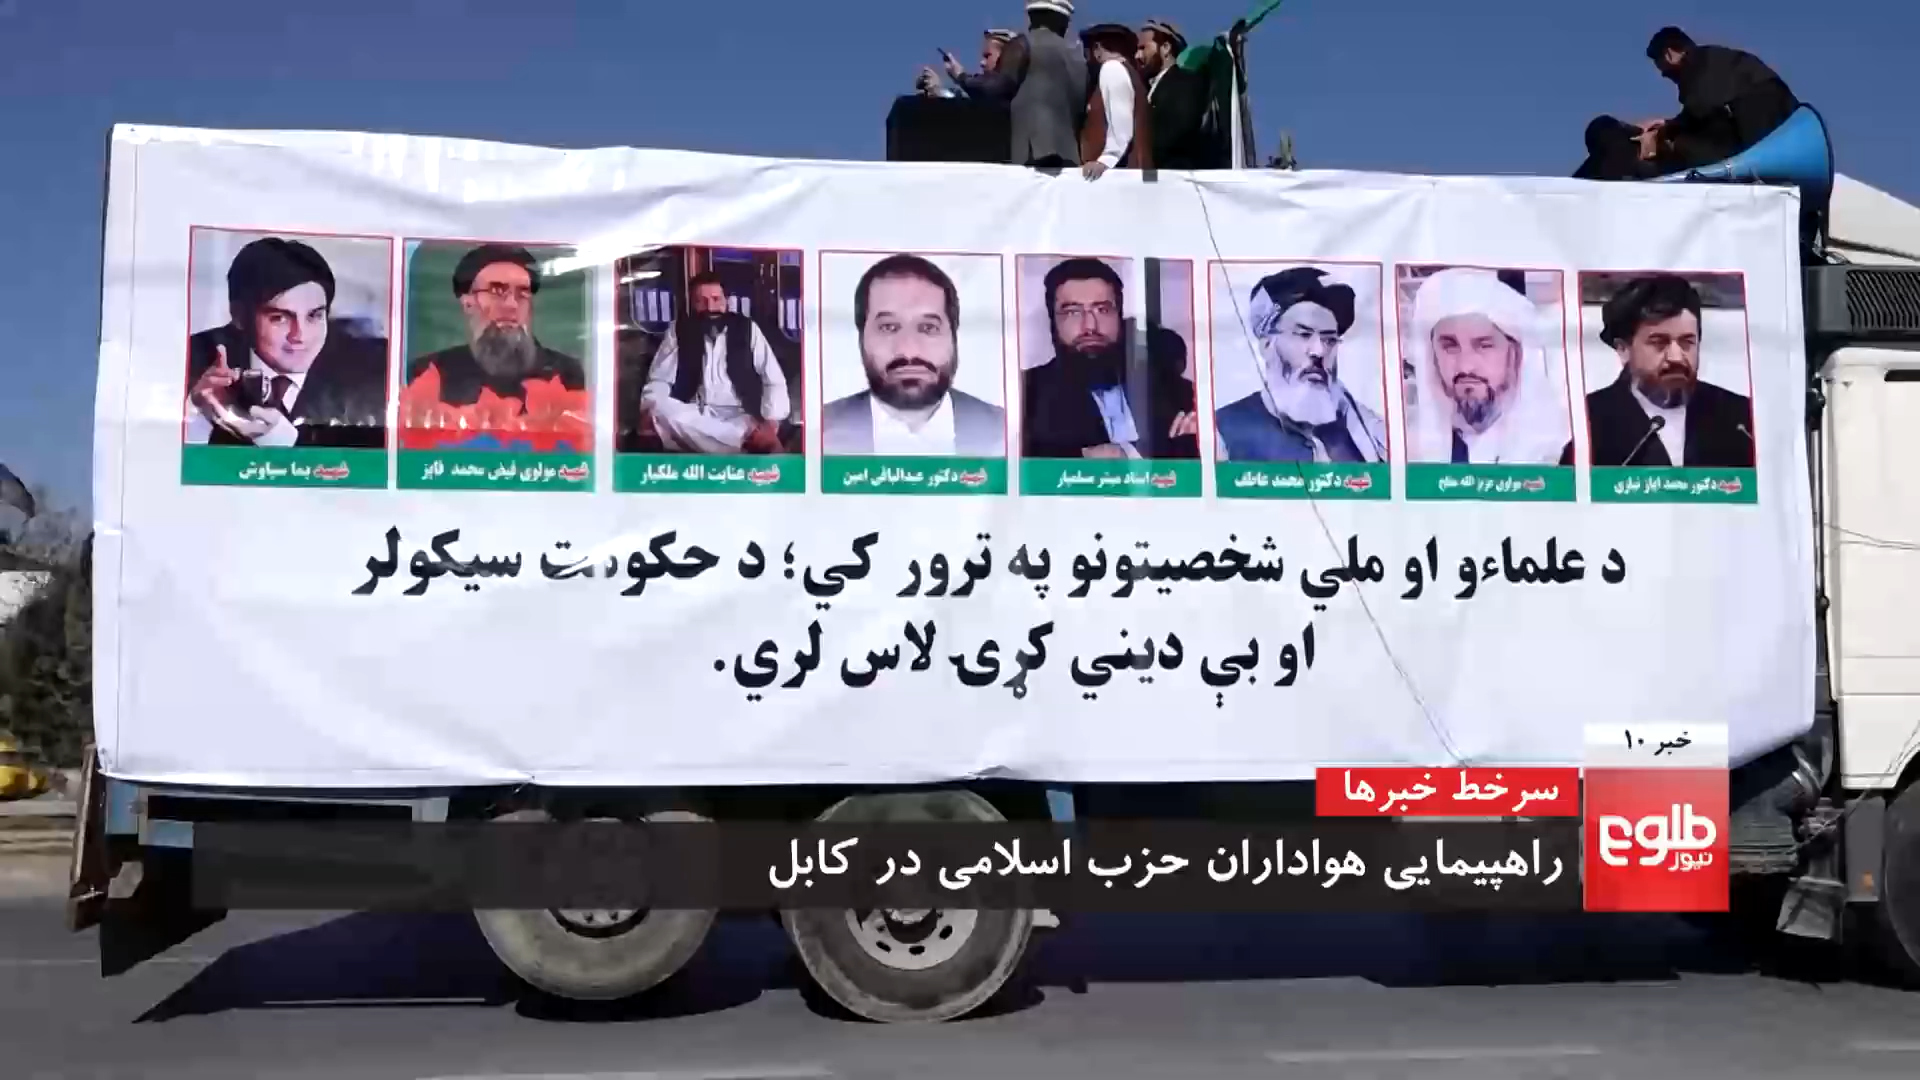 شهید یما سیاوش
شهید مولوی فیض محمد فایز
شهید عنایت الله ملکیار
شهید دکتور عبدالباقی امین
شهید استاد مبشر مسلمیار
شهید دکتور محمد عاطف
شهید مولوی عزیز الله مفلح
شهید دکتور محمد ایاز نیازی
د علماءو او ملي شخصیتونو په ترور کي؛ د حکومت سیکولر
او بې دیني کړۍ لاس لري.
خبر ۱۰
سرخط خبرها
راهپیمایی هواداران حزب اسلامی در کابل
طلوع
نیوز